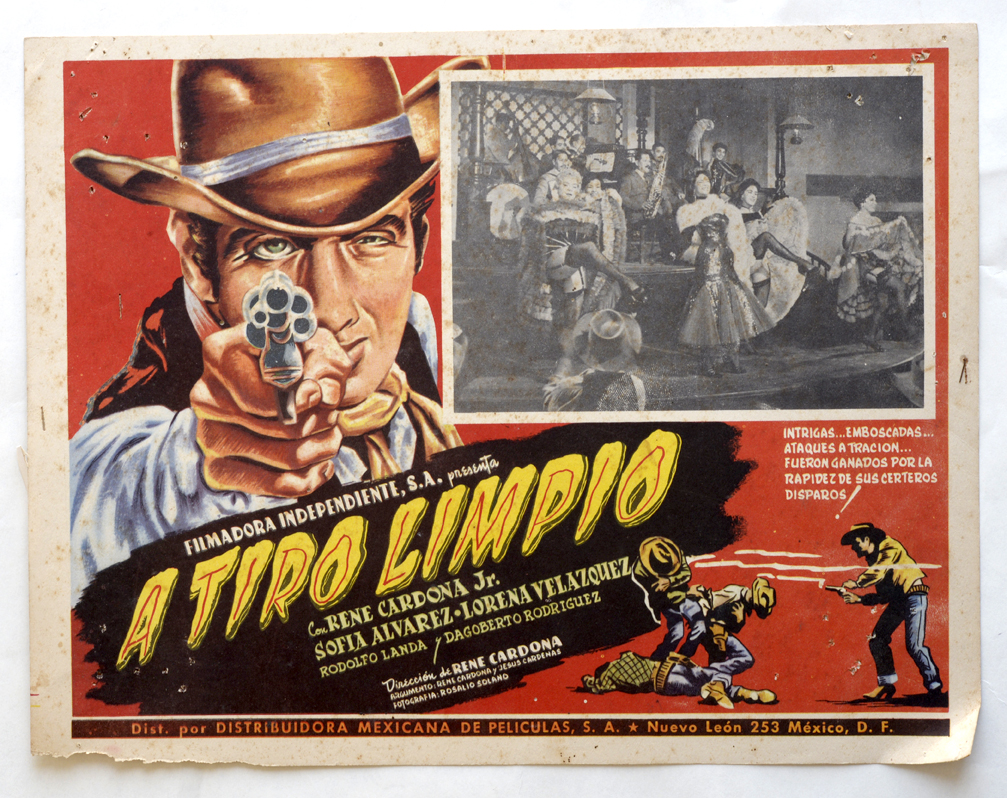 INTRIGAS...EMBOSCADAS...
ATAQUES A TRACION...
FUERON GANADOS POR LA
RAPIDEZ DE SUS CERTEROS
DISPAROS!
FILMADORA INDEPENDIENTE, S.A. presenta
A TIRO LIMPIO
Con RENE CARDONA Jr.
SOFIA ALVAREZ·LORENA VELAZQUEZ
RODOLFO LANDA y DAGOBERTO RODRIGUEZ
Dirección de RENE CARDONA
ARGUMENTO: RENE CARDONA y JESUS CARDENAS
FOTOGRAFIA: ROSALIO SOLANO
Dist. por DISTRIBUIDORA MEXICANA DE PELICULAS, S. A. ★ Nuevo León 253 México, D. F.